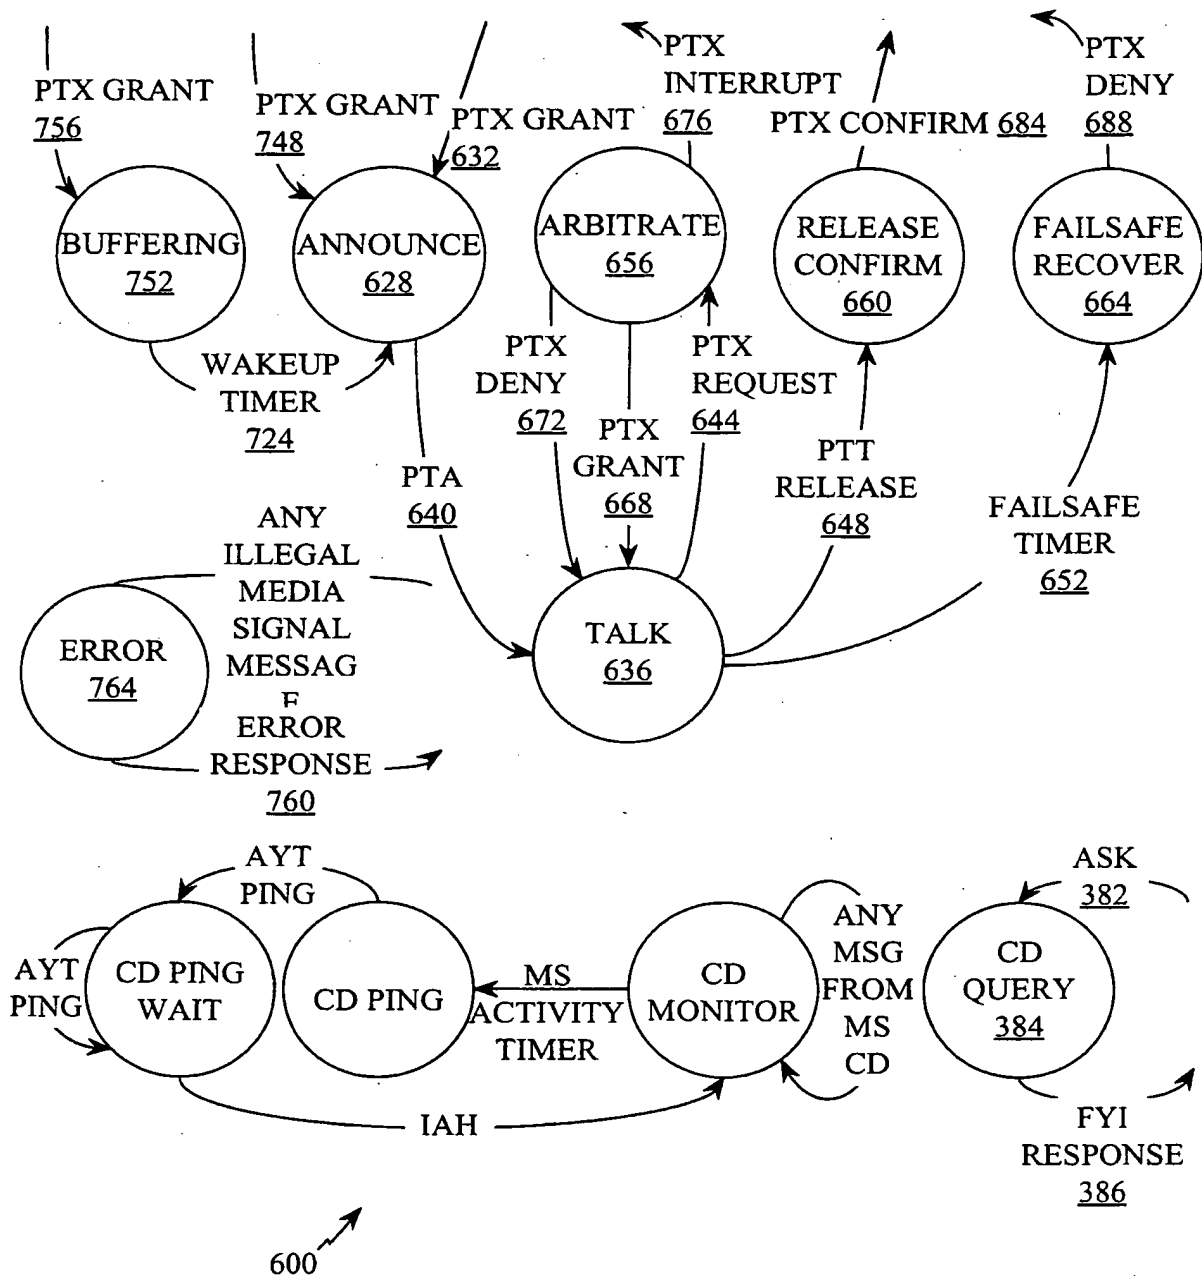 PTX GRANT
756
PTX GRANT
748
PTX GRANT
632
PTX
INTERRUPT
676
PTX CONFIRM 684
PTX
DENY
688
BUFFERING
752
ANNOUNCE
628
ARBITRATE
656
RELEASE
CONFIRM
660
FAILSAFE
RECOVER
664
WAKEUP
TIMER
724
PTX
DENY
672
PTX
GRANT
668
PTX
REQUEST
644
PTA
640
PTT
RELEASE
648
FAILSAFE
TIMER
652
ANY
ILLEGAL
MEDIA
SIGNAL
MESSAG
E
ERROR
764
TALK
636
ERROR
RESPONSE
760
AYT
PING
AYT
PING
CD PING
WAIT
CD PING
MS
ACTIVITY
TIMER
CD
MONITOR
ANY
MSG
FROM
MS
CD
ASK
382
CD
QUERY
384
IAH
FYI
RESPONSE
386
600